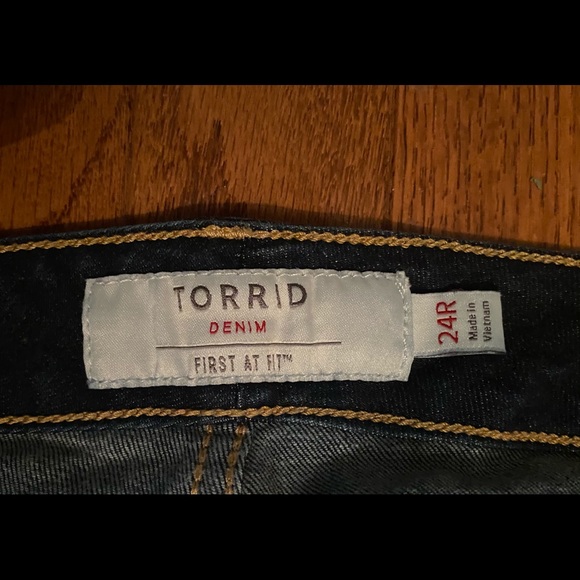 TORRID
DENIM
FIRST AT FIT™
24R
Made in
Vietnam